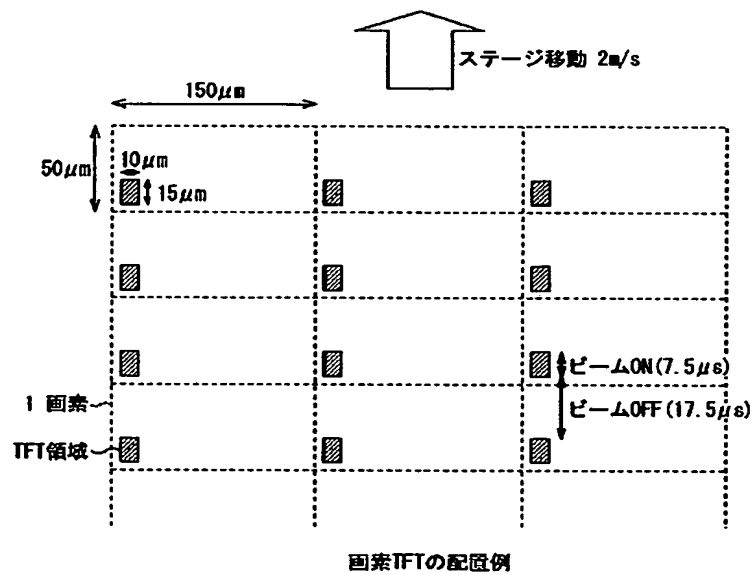 ステージ移動 2m/s
150μm
50μm
10μm
15μm
ビームON(7.5μs)
ビームOFF(17.5μs)
1 画素
TFT領域
画素TFTの配置例